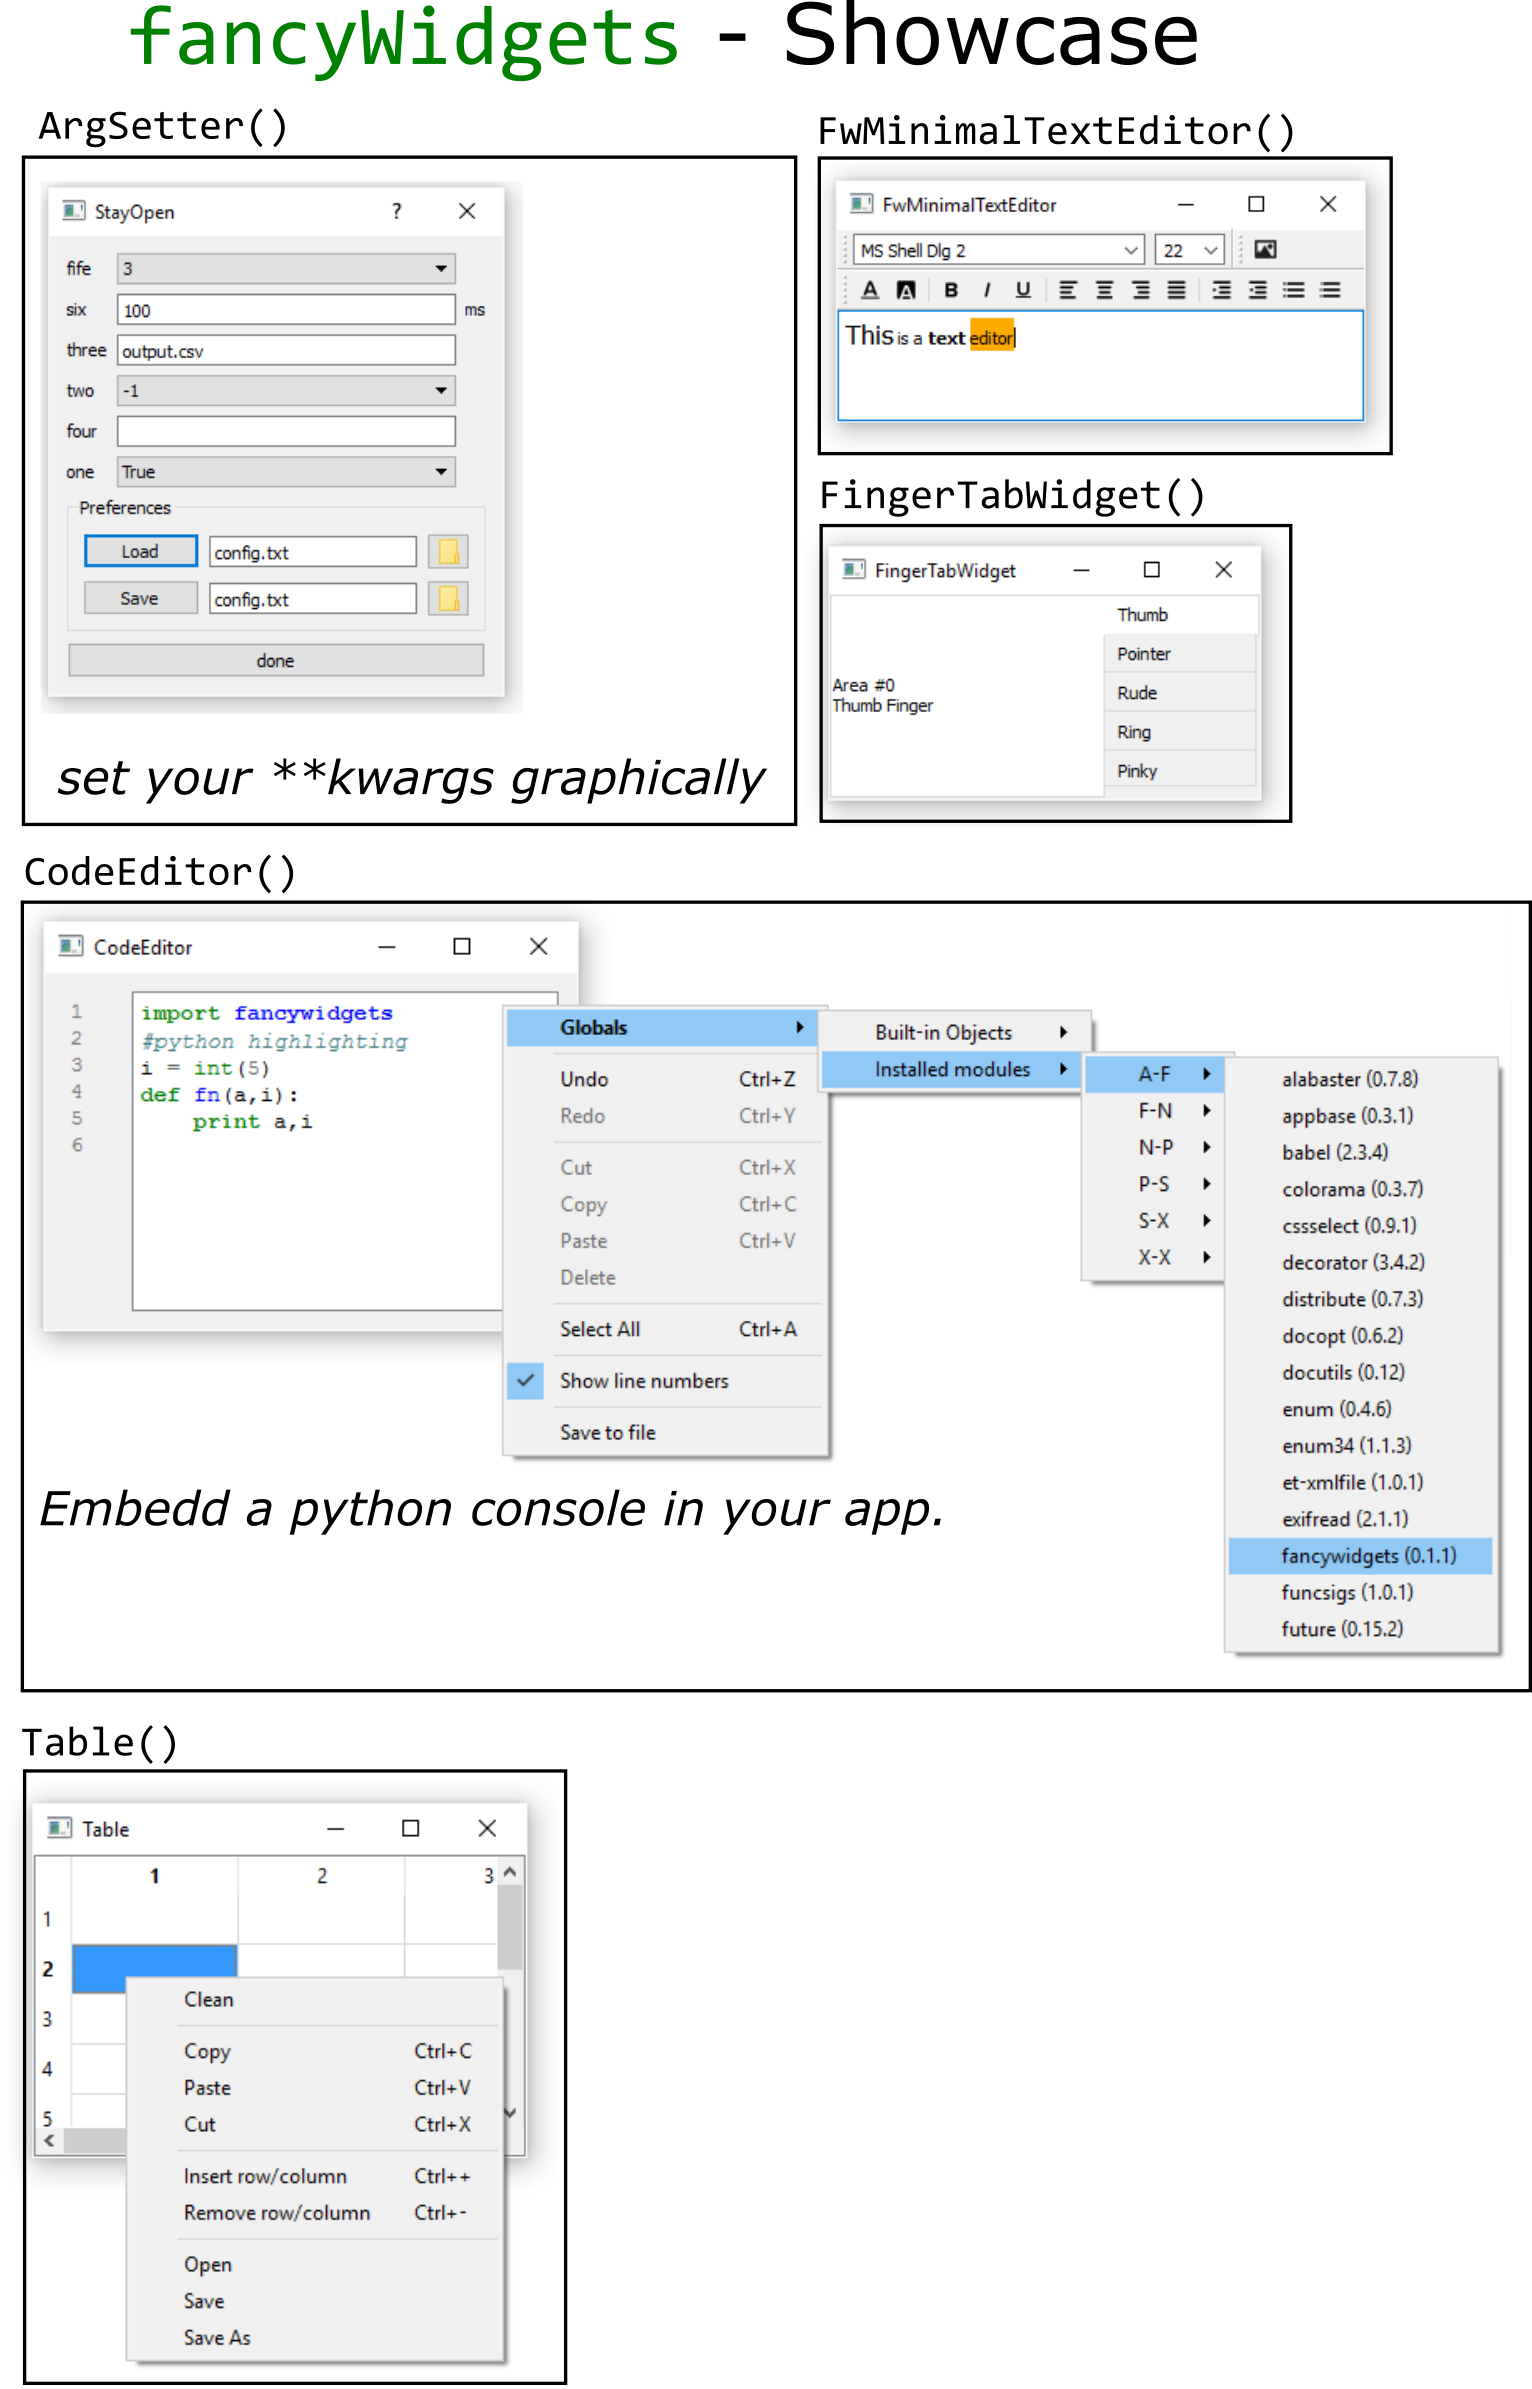 fancyWidgets - Showcase
ArgSetter()
StayOpen ?
fife 3
six 100 ms
three output.csv
two -1
four
one True
Preferences
Load config.txt
Save config.txt
done
set your **kwargs graphically
FwMinimalTextEditor()
FwMinimalTextEditor
MS Shell Dlg 2 22
A A B I U
This is a text editor
FingerTabWidget()
FingerTabWidget
Thumb
Pointer
Area #0
Rude
Thumb Finger
Ring
Pinky
CodeEditor()
CodeEditor
1 import fancywidgets
2 #python highlighting
3 i = int(5)
4 def fn(a,i):
5 print a,i
6
Globals
Undo Ctrl+Z
Redo Ctrl+Y
Cut Ctrl+X
Copy Ctrl+C
Paste Ctrl+V
Delete
Select All Ctrl+A
Show line numbers
Save to file
Built-in Objects
Installed modules
A-F
F-N
N-P
P-S
S-X
X-X
alabaster (0.7.8)
appbase (0.3.1)
babel (2.3.4)
colorama (0.3.7)
cssselect (0.9.1)
decorator (3.4.2)
distribute (0.7.3)
docopt (0.6.2)
docutils (0.12)
enum (0.4.6)
enum34 (1.1.3)
et-xmlfile (1.0.1)
exifread (2.1.1)
fancywidgets (0.1.1)
funcsigs (1.0.1)
future (0.15.2)
Embedd a python console in your app.
Table()
Table
1 2 3
1
2
3
4
5
Clean
Copy Ctrl+C
Paste Ctrl+V
Cut Ctrl+X
Insert row/column Ctrl++
Remove row/column Ctrl+-
Open
Save
Save As